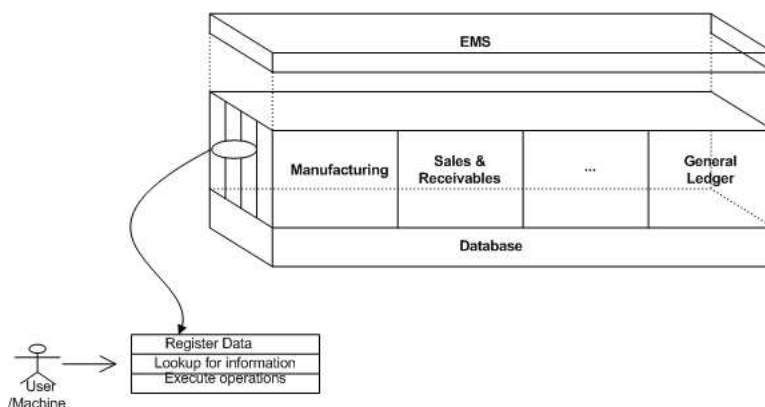 EMS
Manufacturing
Sales &
Receivables
...
General
Ledger
Database
Register Data
Lookup for information
Execute operations
User
/Machine